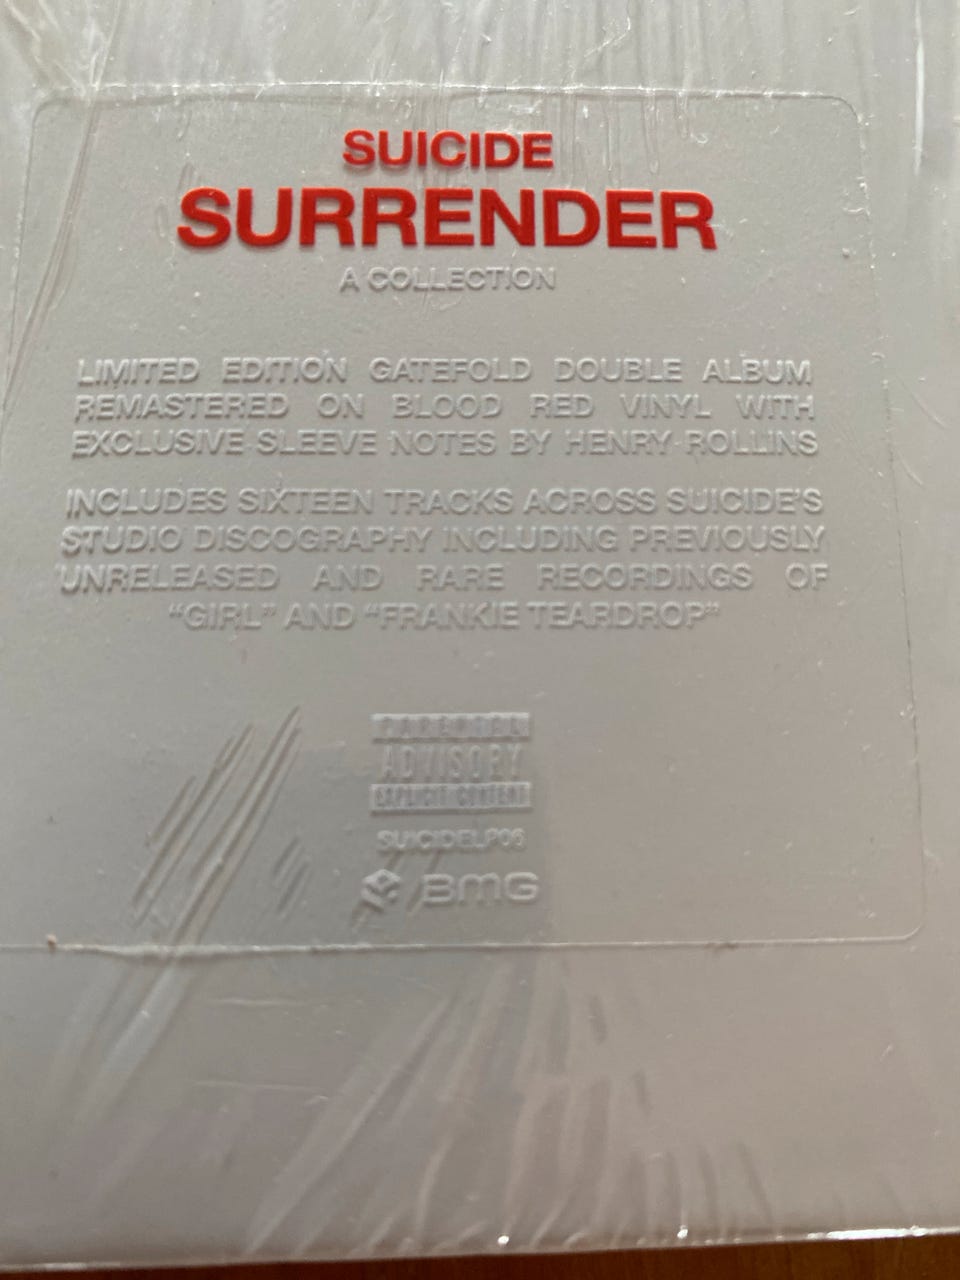 SUICIDE
SURRENDER
A COLLECTION
LIMITED EDITION GATEFOLD DOUBLE ALBUM
REMASTERED ON BLOOD RED VINYL WITH
EXCLUSIVE SLEEVE NOTES BY HENRY ROLLINS
INCLUDES SIXTEEN TRACKS ACROSS SUICIDE'S
STUDIO DISCOGRAPHY INCLUDING PREVIOUSLY
UNRELEASED AND RARE RECORDINGS OF
“GIRL” AND “FRANKIE TEARDROP”
PARENTAL
ADVISORY
EXPLICIT CONTENT
SUICIDELP06
BMG